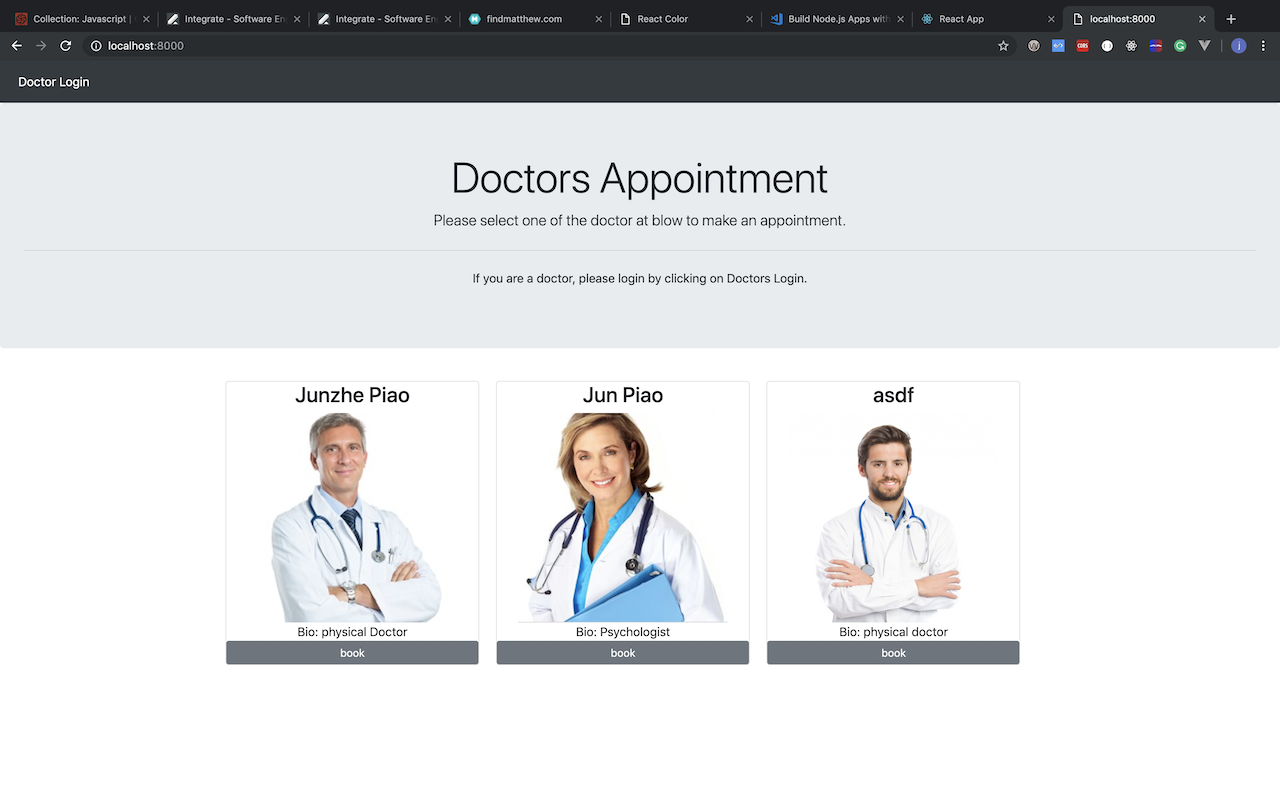 Collection: Javascript |
Integrate - Software En
Integrate - Software En
findmatthew.com
React Color
Build Node.js Apps with
React App
localhost:8000
localhost:8000
Doctor Login
Doctors Appointment
Please select one of the doctor at blow to make an appointment.
If you are a doctor, please login by clicking on Doctors Login.
Junzhe Piao
Bio: physical Doctor
book
Jun Piao
Bio: Psychologist
book
asdf
Bio: physical doctor
book